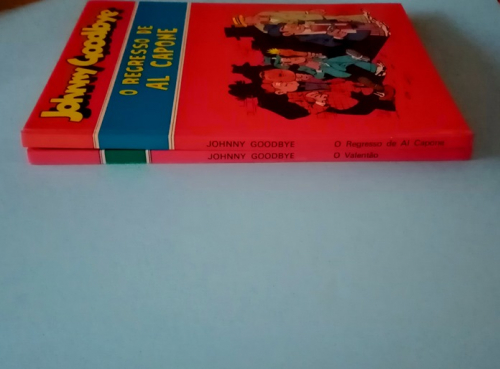 Johnny Goodbye
O REGRESSO DE
AL CAPONE
JOHNNY GOODBYE O Regresso de Al Capone
JOHNNY GOODBYE O Valentão